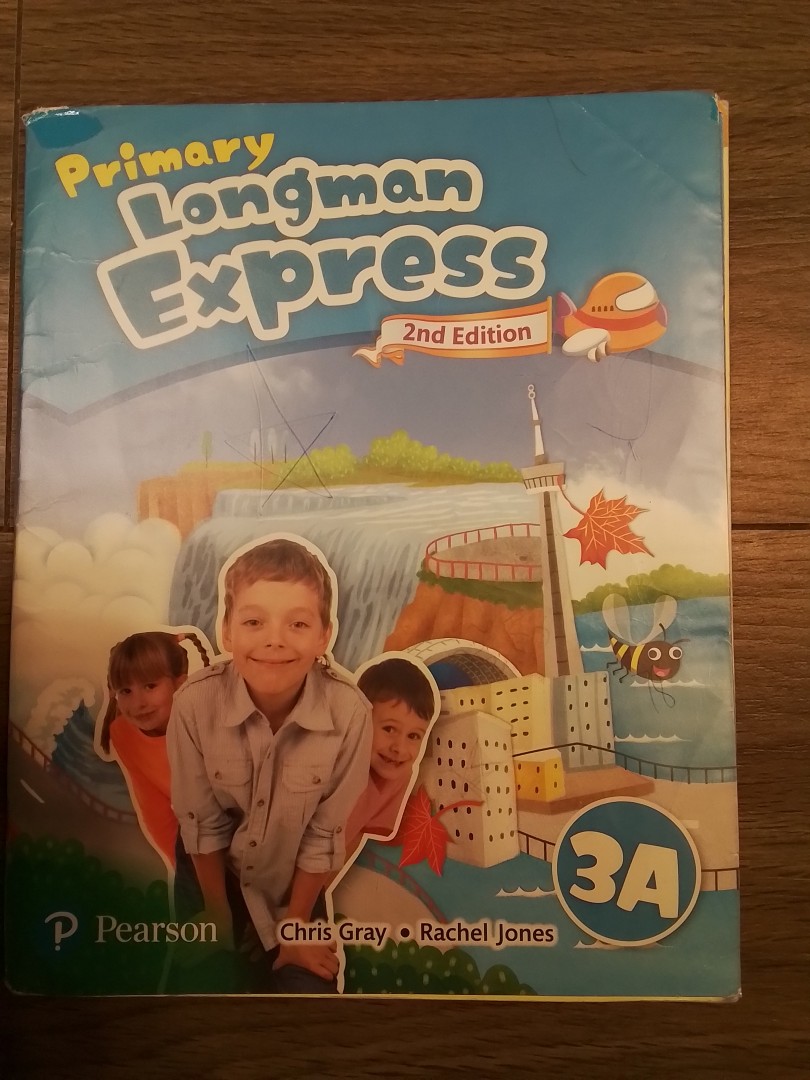 Primary
Longman
Express
2nd Edition
3A
Pearson
Chris Gray • Rachel Jones